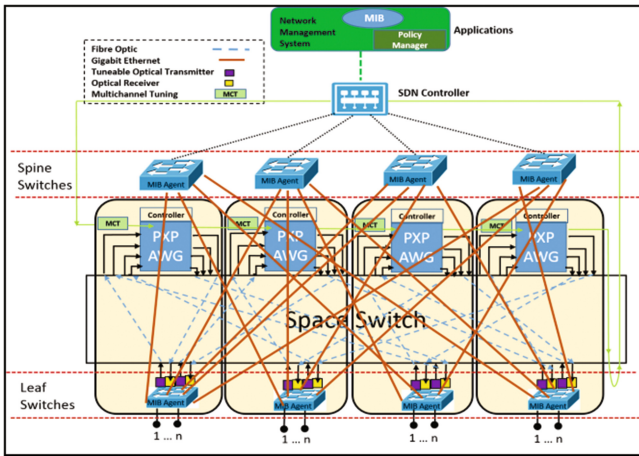 Network
Management
System
MIB
Policy
Manager
Applications
Fibre Optic
Gigabit Ethernet
Tuneable Optical Transmitter
Optical Receiver
Multichannel Tuning
MCT
SDN Controller
Spine
Switches
MIB Agent
MIB Agent
MIB Agent
MIB Agent
MCT
Controller
PXP
AWG
MCT
Controller
PXP
AWG
MCT
Controller
PXP
AWG
MCT
Controller
PXP
AWG
Space Switch
Leaf
Switches
MIB Agent
MIB Agent
MIB Agent
MIB Agent
1 ... n
1 ... n
1 ... n
1 ... n